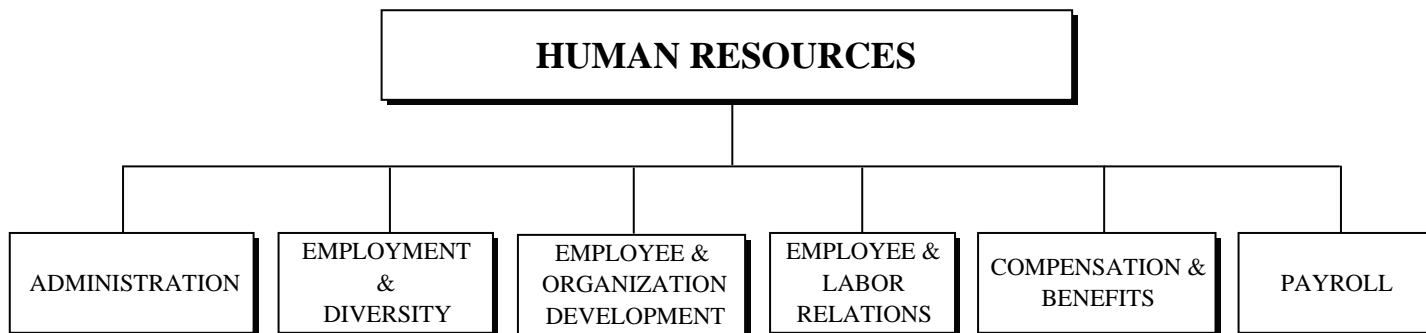 HUMAN RESOURCES
ADMINISTRATION
EMPLOYMENT
&
DIVERSITY
EMPLOYEE &
ORGANIZATION
DEVELOPMENT
EMPLOYEE &
LABOR
RELATIONS
COMPENSATION &
BENEFITS
PAYROLL